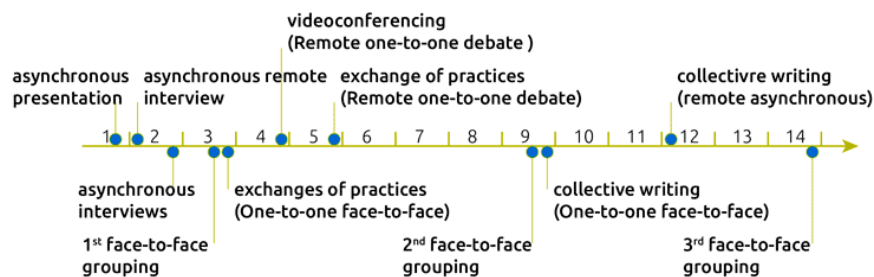 videoconferencing
(Remote one-to-one debate )
asynchronous
presentation
asynchronous remote
interview
exchange of practices
(Remote one-to-one debate)
collectivre writing
(remote asynchronous)
1 2 3 4 5 6 7 8 9 10 11 12 13 14
asynchronous
interviews
exchanges of practices
(One-to-one face-to-face)
collective writing
(One-to-one face-to-face)
1st face-to-face
grouping
2nd face-to-face
grouping
3rd face-to-face
grouping